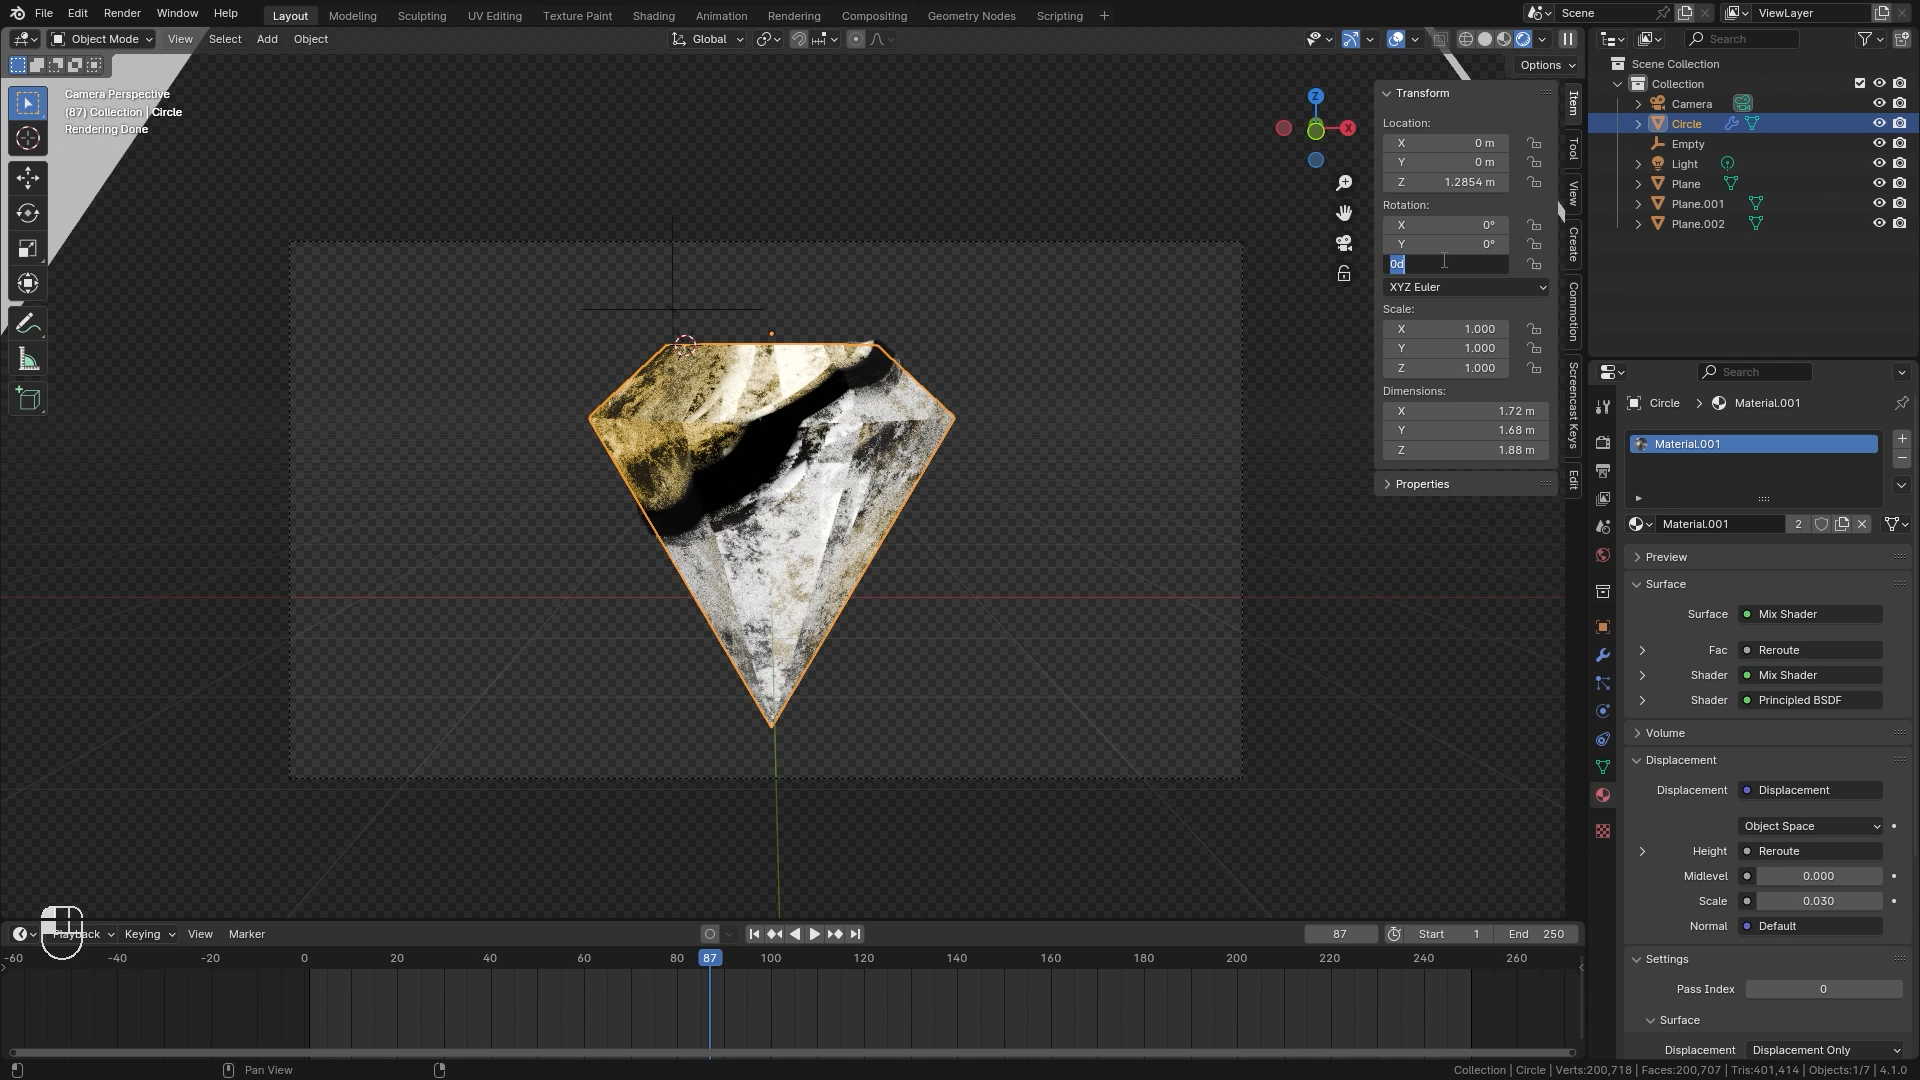 File Edit Render Window Help Layout Modeling Sculpting UV Editing Texture Paint Shading Animation Rendering Compositing Geometry Nodes Scripting + Scene ViewLayer
Object Mode View Select Add Object Global Search
Options
Camera Perspective
(87) Collection | Circle
Rendering Done
Z
X
Transform
Location:
X 0 m
Y 0 m
Z 1.2854 m
Rotation:
X 0°
Y 0°
0d
XYZ Euler
Scale:
X 1.000
Y 1.000
Z 1.000
Dimensions:
X 1.72 m
Y 1.68 m
Z 1.88 m
Properties
Item
Tool
View
Create
Commotion
Screencast Keys
Edit
Scene Collection
Collection
Camera
Circle
Empty
Light
Plane
Plane.001
Plane.002
Search
Circle > Material.001
Material.001
Material.001 2
Preview
Surface
Surface Mix Shader
Fac Reroute
Shader Mix Shader
Shader Principled BSDF
Volume
Displacement
Displacement Displacement
Object Space
Height Reroute
Midlevel 0.000
Scale 0.030
Normal Default
Settings
Pass Index 0
Surface
Displacement Displacement Only
Playback Keying View Marker 87 Start 1 End 250
-60 -40 -20 0 20 40 60 80 87 100 120 140 160 180 200 220 240 260
Pan View
Collection | Circle | Verts:200,718 | Faces:200,707 | Tris:401,414 | Objects:1/7 | 4.1.0